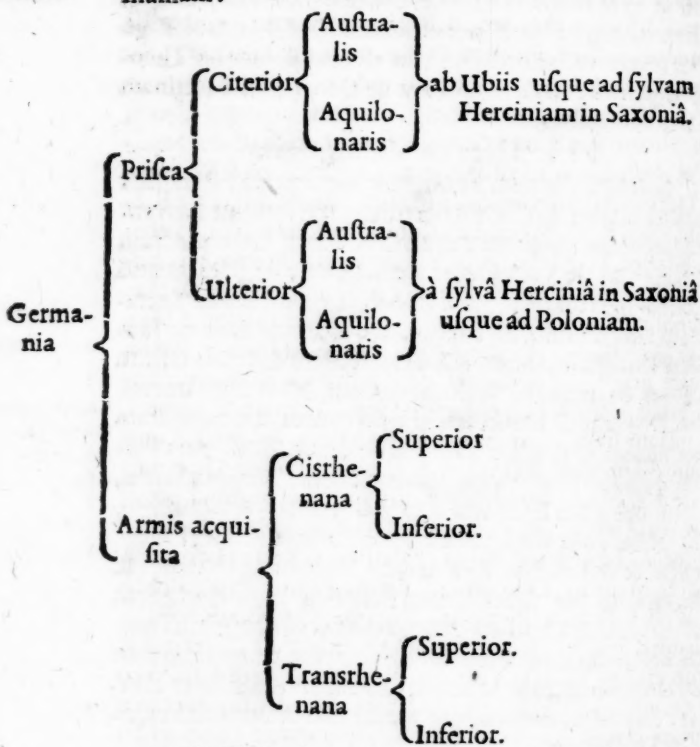 Auſtra-
lis
Citerior
ab Ubiis uſque ad ſylvam
Aquilo-
naris
Herciniam in Saxoniâ.
Priſca
Auſtra-
lis
Ulterior
à ſylvâ Herciniâ in Saxoniâ
Aquilo-
naris
uſque ad Poloniam.
Germa-
nia
Superior
Ciſrhe-
nana
Inferior.
Armis acqui-
ſita
Superior.
Tranſrhe-
nana
Inferior.